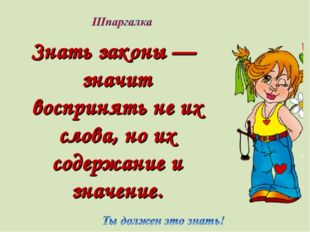 Шпаргалка
Знать законы —
значит
воспринять не их
слова, но их
содержание и
значение.
Ты должен это знать!